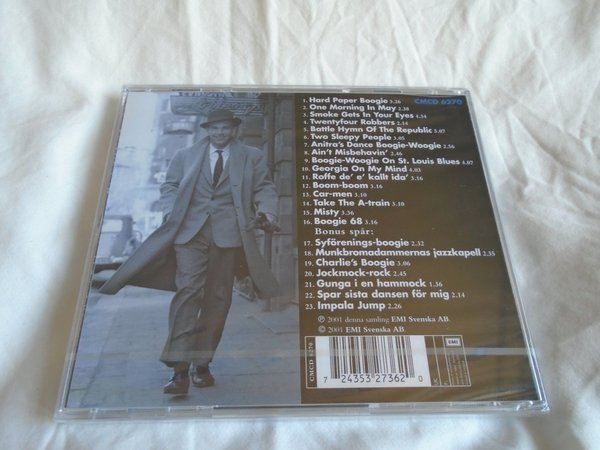 CMCD 6270
1. Hard Paper Boogie 3.26
2. One Morning In May 2.38
3. Smoke Gets In Your Eyes 4.34
4. Twentyfour Robbers 2.14
5. Battle Hymn Of The Republic 5.07
6. Two Sleepy People 3.05
7. Anitra's Dance Boogie-Woogie 2.56
8. Ain't Misbehavin' 2.46
9. Boogie-Woogie On St. Louis Blues 4.07
10. Georgia On My Mind 4.03
11. Roffe de' e' kallt ida' 3.16
12. Boom-boom 3.16
13. Car-men 3.10
14. Take The A-train 3.10
15. Misty 3.36
16. Boogie 68 3.16
Bonus spår:
17. Syförenings-boogie 2.32
18. Munkbromadammernas jazzkapell 2.35
19. Charlie's Boogie 3.06
20. Jockmock-rock 2.45
21. Gunga i en hammock 1.36
22. Spar sista dansen för mig 2.14
23. Impala Jump 2.26
℗ 2001 denna samling EMI Svenska AB.
© 2001 EMI Svenska AB.
CMCD 6270
EMI
7 24353 27362 0